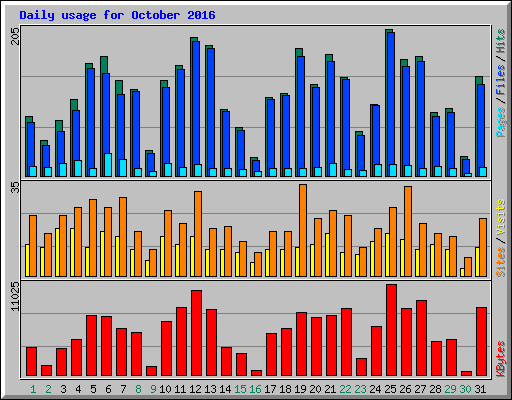 Daily usage for October 2016
205
Pages / Files / Hits
35
Sites / Visits
11025
KBytes
1 2 3 4 5 6 7 8 9 10 11 12 13 14 15 16 17 18 19 20 21 22 23 24 25 26 27 28 29 30 31